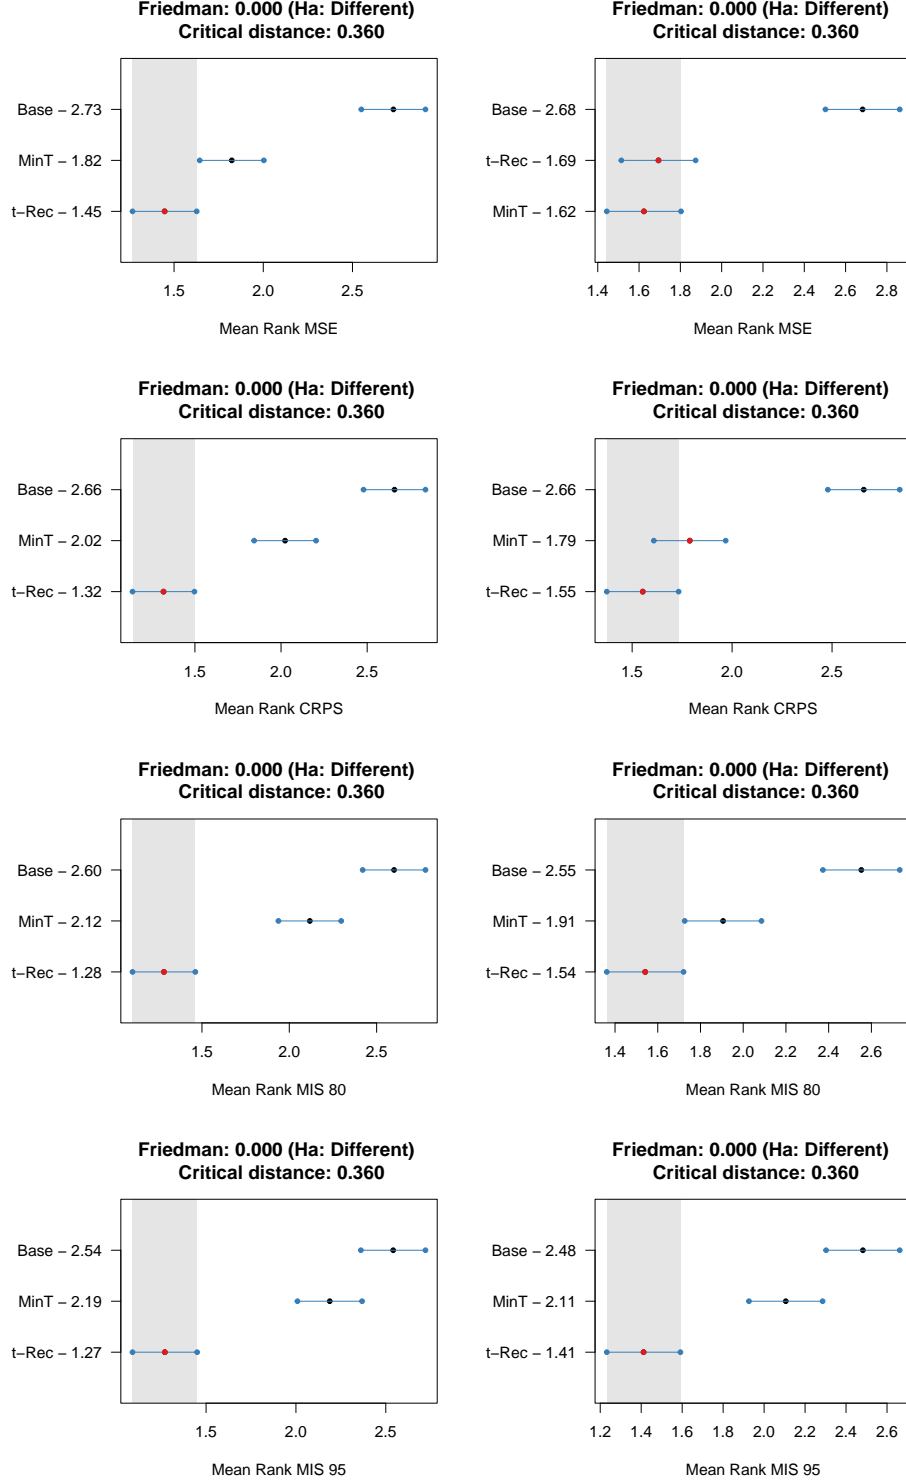 Friedman: 0.000 (Ha: Different)
Critical distance: 0.360
Base − 2.73
MinT − 1.82
t−Rec − 1.45
1.5 2.0 2.5
Mean Rank MSE
Friedman: 0.000 (Ha: Different)
Critical distance: 0.360
Base − 2.68
t−Rec − 1.69
MinT − 1.62
1.4 1.6 1.8 2.0 2.2 2.4 2.6 2.8
Mean Rank MSE
Friedman: 0.000 (Ha: Different)
Critical distance: 0.360
Base − 2.66
MinT − 2.02
t−Rec − 1.32
1.5 2.0 2.5
Mean Rank CRPS
Friedman: 0.000 (Ha: Different)
Critical distance: 0.360
Base − 2.66
MinT − 1.79
t−Rec − 1.55
1.5 2.0 2.5
Mean Rank CRPS
Friedman: 0.000 (Ha: Different)
Critical distance: 0.360
Base − 2.60
MinT − 2.12
t−Rec − 1.28
1.5 2.0 2.5
Mean Rank MIS 80
Friedman: 0.000 (Ha: Different)
Critical distance: 0.360
Base − 2.55
MinT − 1.91
t−Rec − 1.54
1.4 1.6 1.8 2.0 2.2 2.4 2.6
Mean Rank MIS 80
Friedman: 0.000 (Ha: Different)
Critical distance: 0.360
Base − 2.54
MinT − 2.19
t−Rec − 1.27
1.5 2.0 2.5
Mean Rank MIS 95
Friedman: 0.000 (Ha: Different)
Critical distance: 0.360
Base − 2.48
MinT − 2.11
t−Rec − 1.41
1.2 1.4 1.6 1.8 2.0 2.2 2.4 2.6
Mean Rank MIS 95